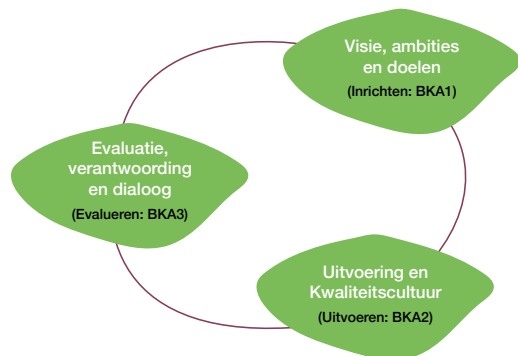 Visie, ambities
en doelen
(Inrichten: BKA1)
Evaluatie,
verantwoording
en dialoog
(Evalueren: BKA3)
Uitvoering en
Kwaliteitscultuur
(Uitvoeren: BKA2)